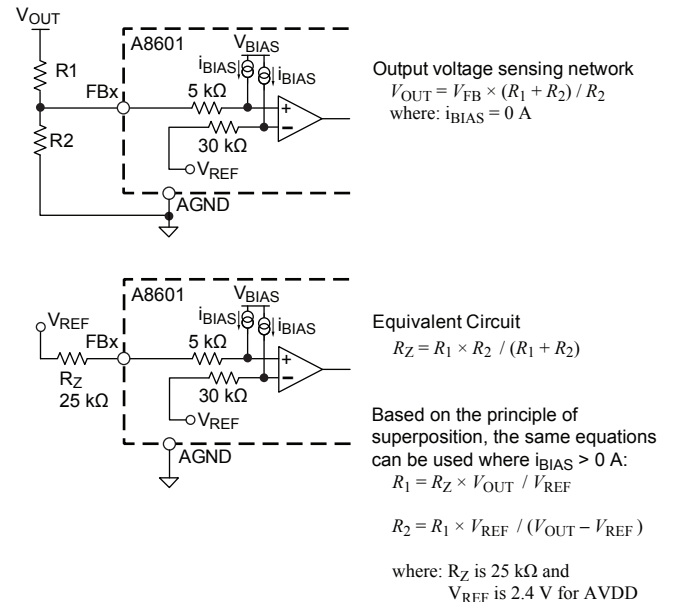 VOUT
A8601
VBIAS
iBIAS
iBIAS
R1
FBx
5 kΩ
+
–
R2
30 kΩ
VREF
AGND
Output voltage sensing network
VOUT = VFB × (R1 + R2) / R2
where: iBIAS = 0 A
A8601
VBIAS
VREF
iBIAS
iBIAS
FBx
5 kΩ
+
–
RZ
25 kΩ
30 kΩ
VREF
AGND
Equivalent Circuit
RZ = R1 × R2 / (R1 + R2)
Based on the principle of
superposition, the same equations
can be used where iBIAS > 0 A:
R1 = RZ × VOUT / VREF
R2 = R1 × VREF / (VOUT – VREF )
where: RZ is 25 kΩ and
VREF is 2.4 V for AVDD